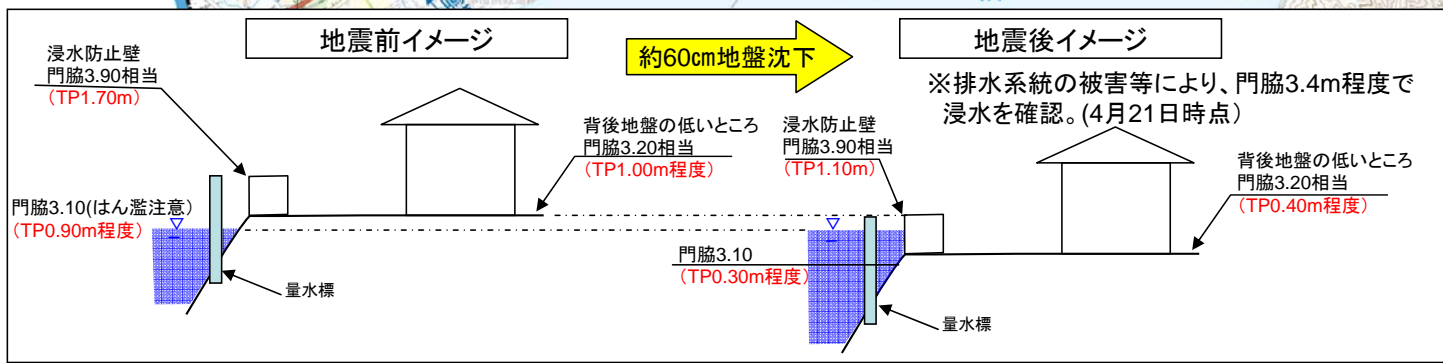 地震前イメージ
約60㎝地盤沈下
地震後イメージ
※排水系統の被害等により、門脇3.4m程度で
浸水を確認。(4月21日時点)
浸水防止壁
門脇3.90相当
(TP1.70m)
背後地盤の低いところ
門脇3.20相当
(TP1.00m程度)
門脇3.10(はん濫注意)
(TP0.90m程度)
量水標
浸水防止壁
門脇3.90相当
(TP1.10m)
背後地盤の低いところ
門脇3.20相当
(TP0.40m程度)
門脇3.10
(TP0.30m程度)
量水標